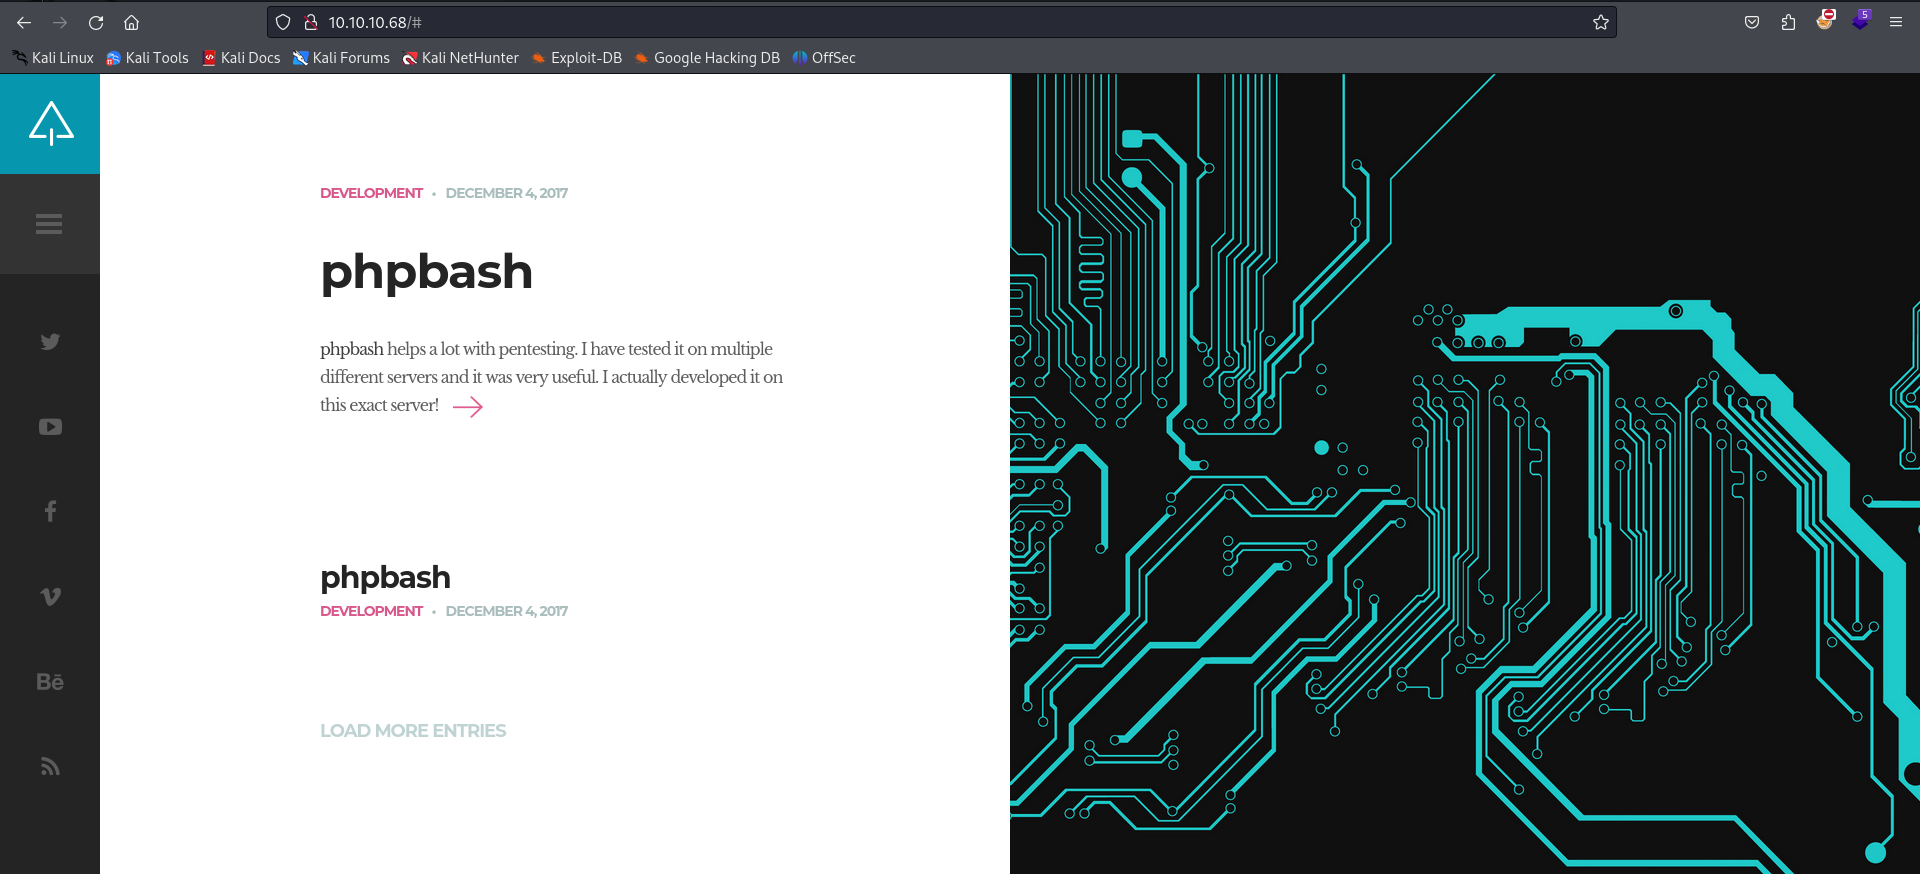 10.10.10.68/#
5
Kali Linux Kali Tools Kali Docs Kali Forums Kali NetHunter Exploit-DB Google Hacking DB OffSec
DEVELOPMENT • DECEMBER 4, 2017
phpbash
phpbash helps a lot with pentesting. I have tested it on multiple
different servers and it was very useful. I actually developed it on
this exact server!
phpbash
DEVELOPMENT • DECEMBER 4, 2017
Bē
LOAD MORE ENTRIES